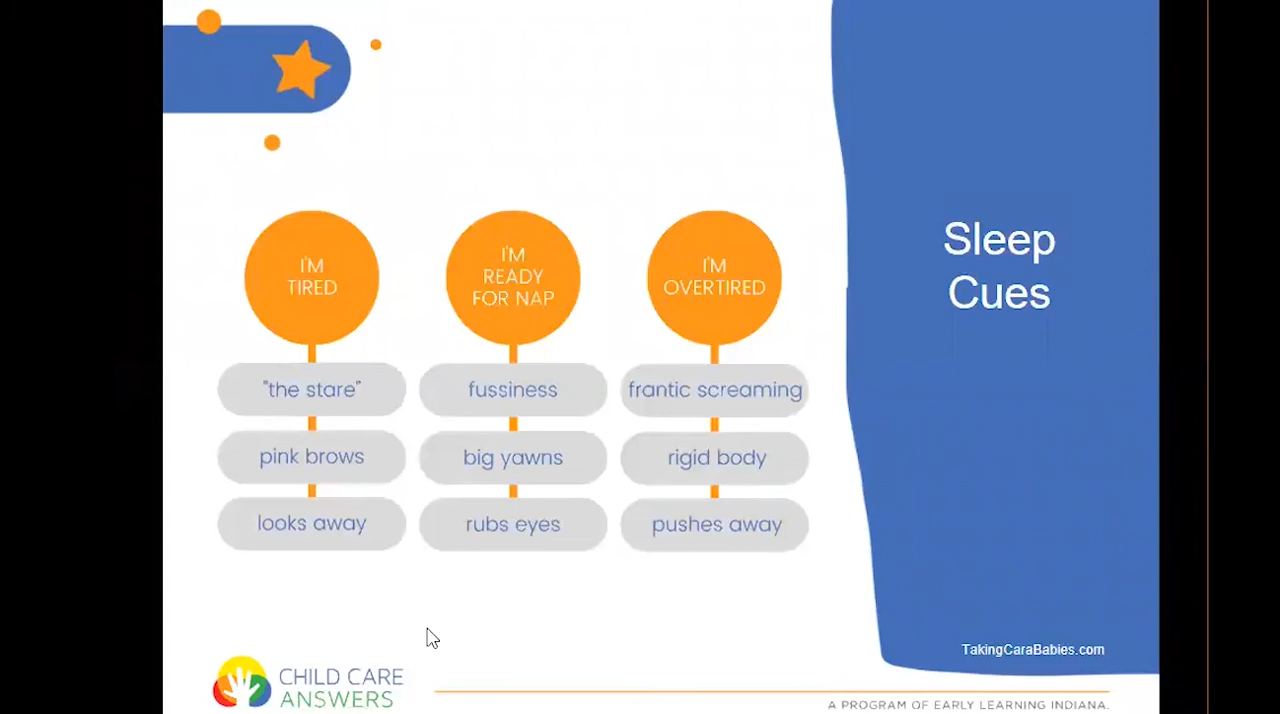 Sleep
Cues
I'M
TIRED
"the stare"
pink brows
looks away
I'M
READY
FOR NAP
fussiness
big yawns
rubs eyes
I'M
OVERTIRED
frantic screaming
rigid body
pushes away
TakingCaraBabies.com
CHILD CARE
ANSWERS
A PROGRAM OF EARLY LEARNING INDIANA.